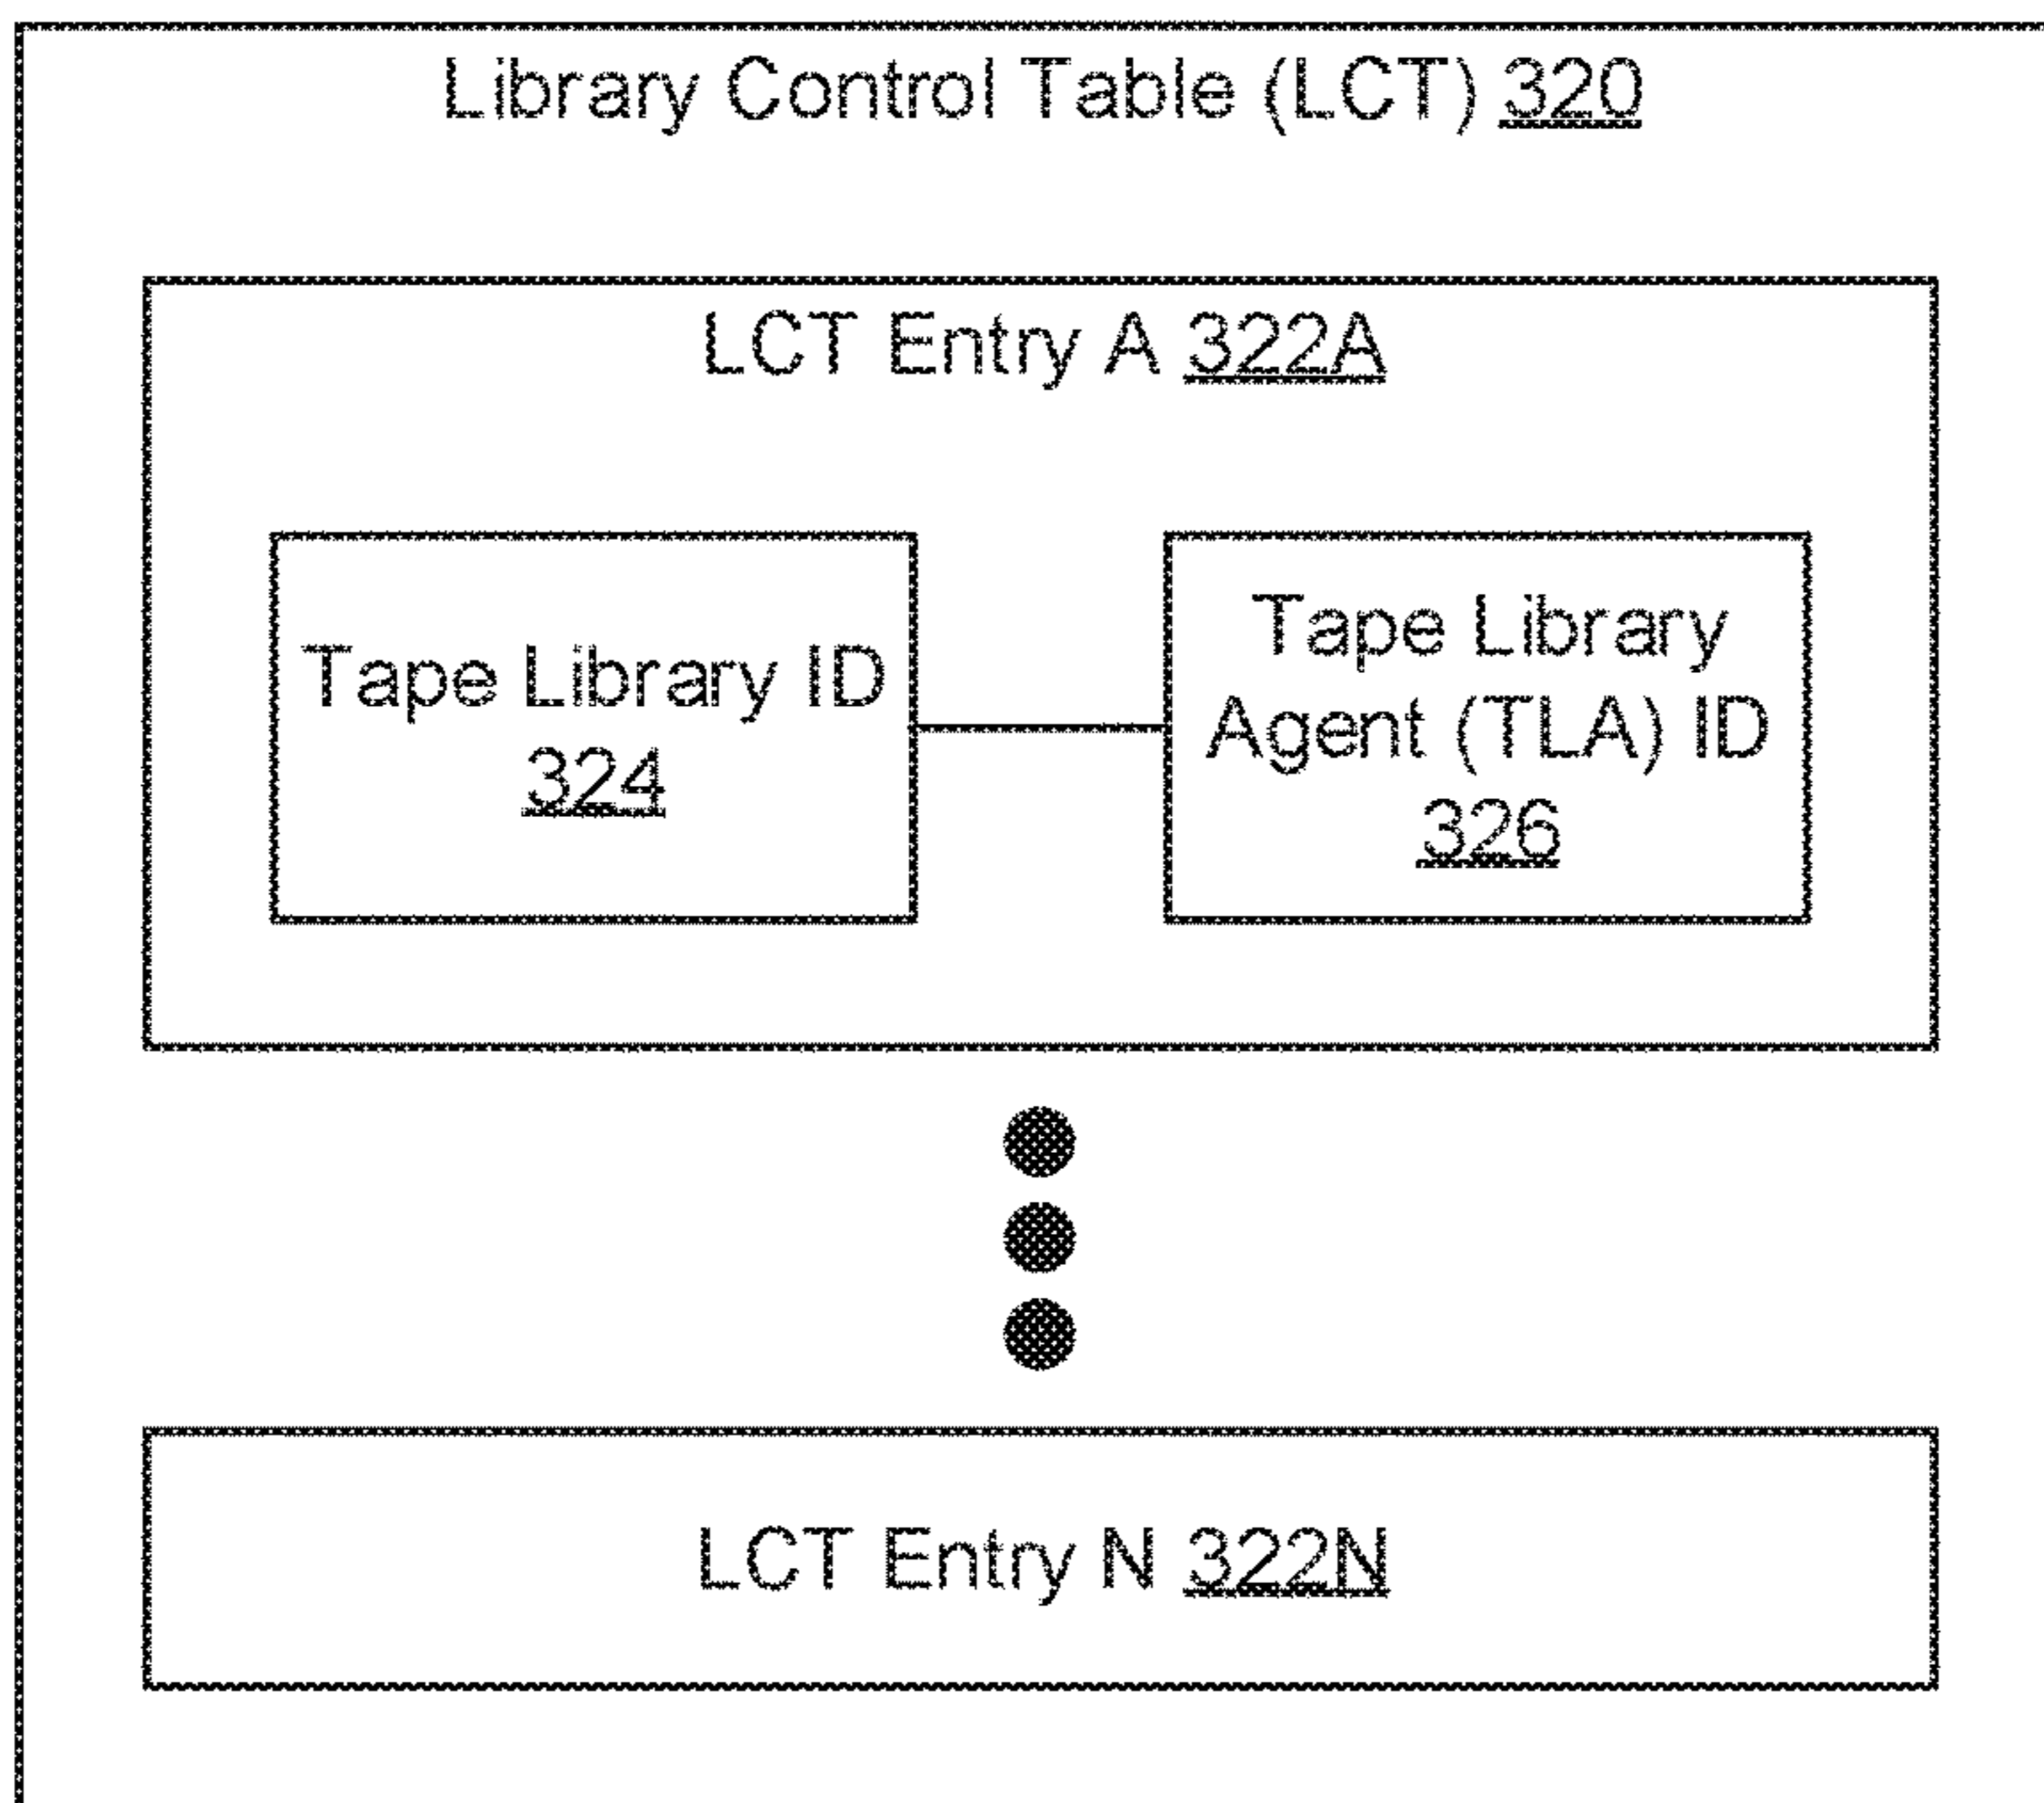 Library Control Table (LCT) 320
LCT Entry A 322A
Tape Library ID
324
Tape Library
Agent (TLA) ID
326
LCT Entry N 322N